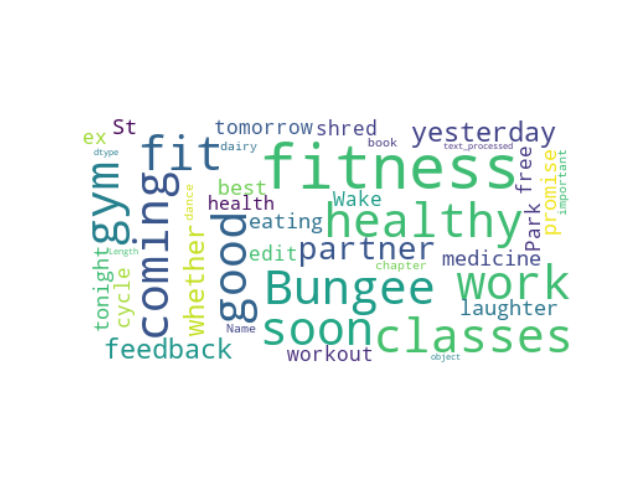 St
tomorrow
shred
yesterday
ex
fit
dairy
book
text_processed
dtype
gym
coming
fitness
free
promise
important
best
dance
health
Wake
healthy
good
eating
Park
whether
edit
partner
medicine
tonight
Length
cycle
chapter
Bungee
work
laughter
Name
soon
classes
feedback
workout
object